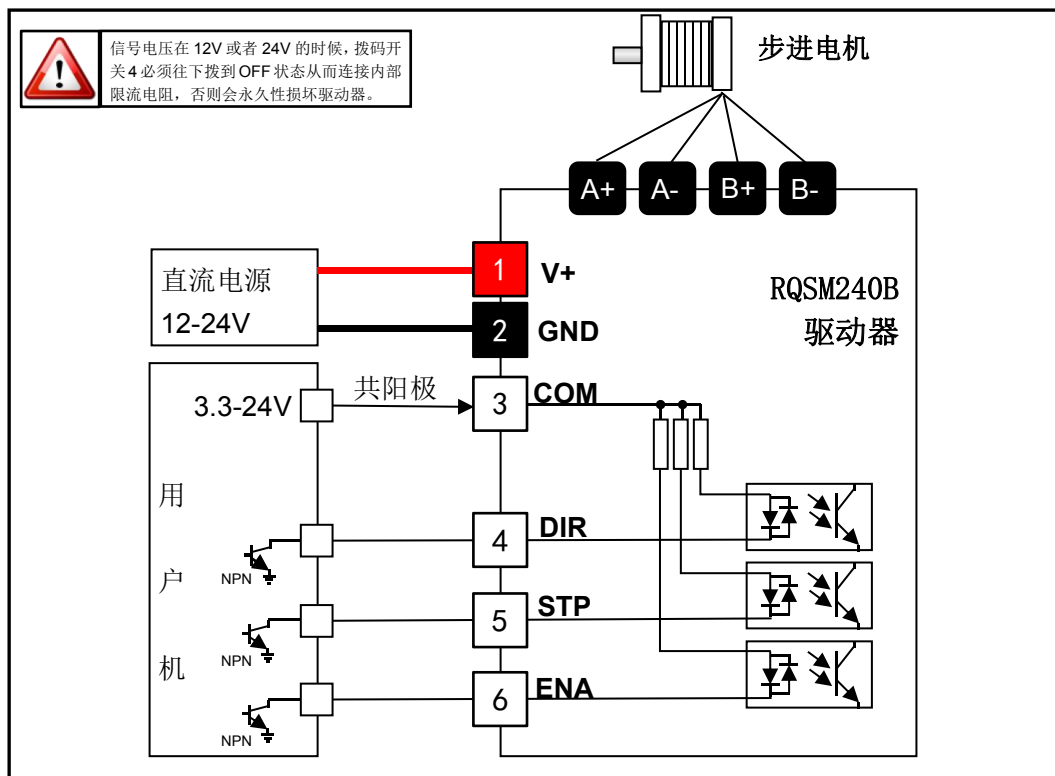 信号电压在 12V 或者 24V 的时候，拨码开
关 4 必须往下拨到 OFF 状态从而连接内部
限流电阻，否则会永久性损坏驱动器。
步进电机
A+ A- B+ B-
直流电源
12-24V
1 V+
2 GND
RQSM240B
驱动器
3.3-24V
共阳极
3 COM
用户机
NPN
4 DIR
NPN
5 STP
NPN
6 ENA